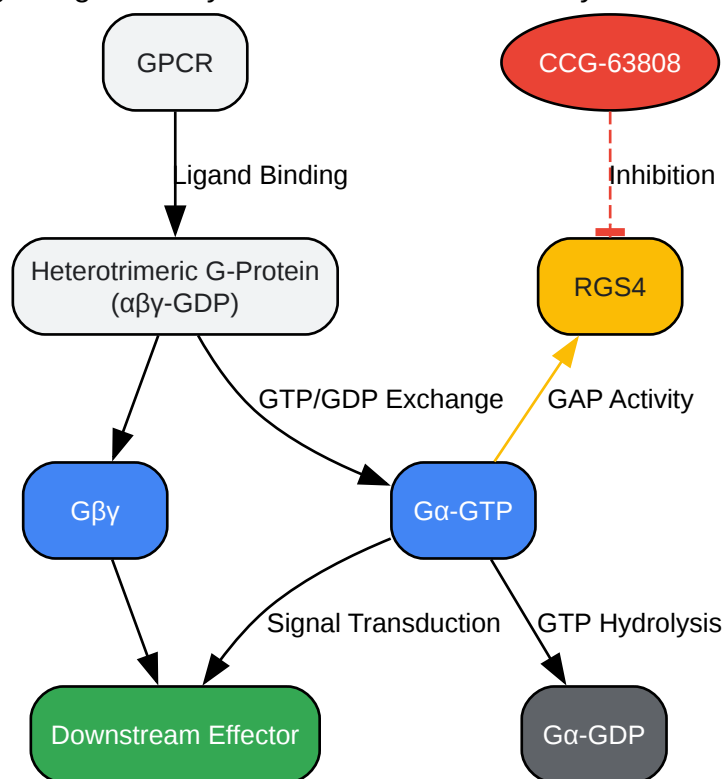 GPCR
CCG-63808
Ligand Binding
Inhibition
Heterotrimeric G-Protein
(αβγ-GDP)
RGS4
GTP/GDP Exchange
GAP Activity
Gβγ
Gα-GTP
Signal Transduction
GTP Hydrolysis
Downstream Effector
Gα-GDP